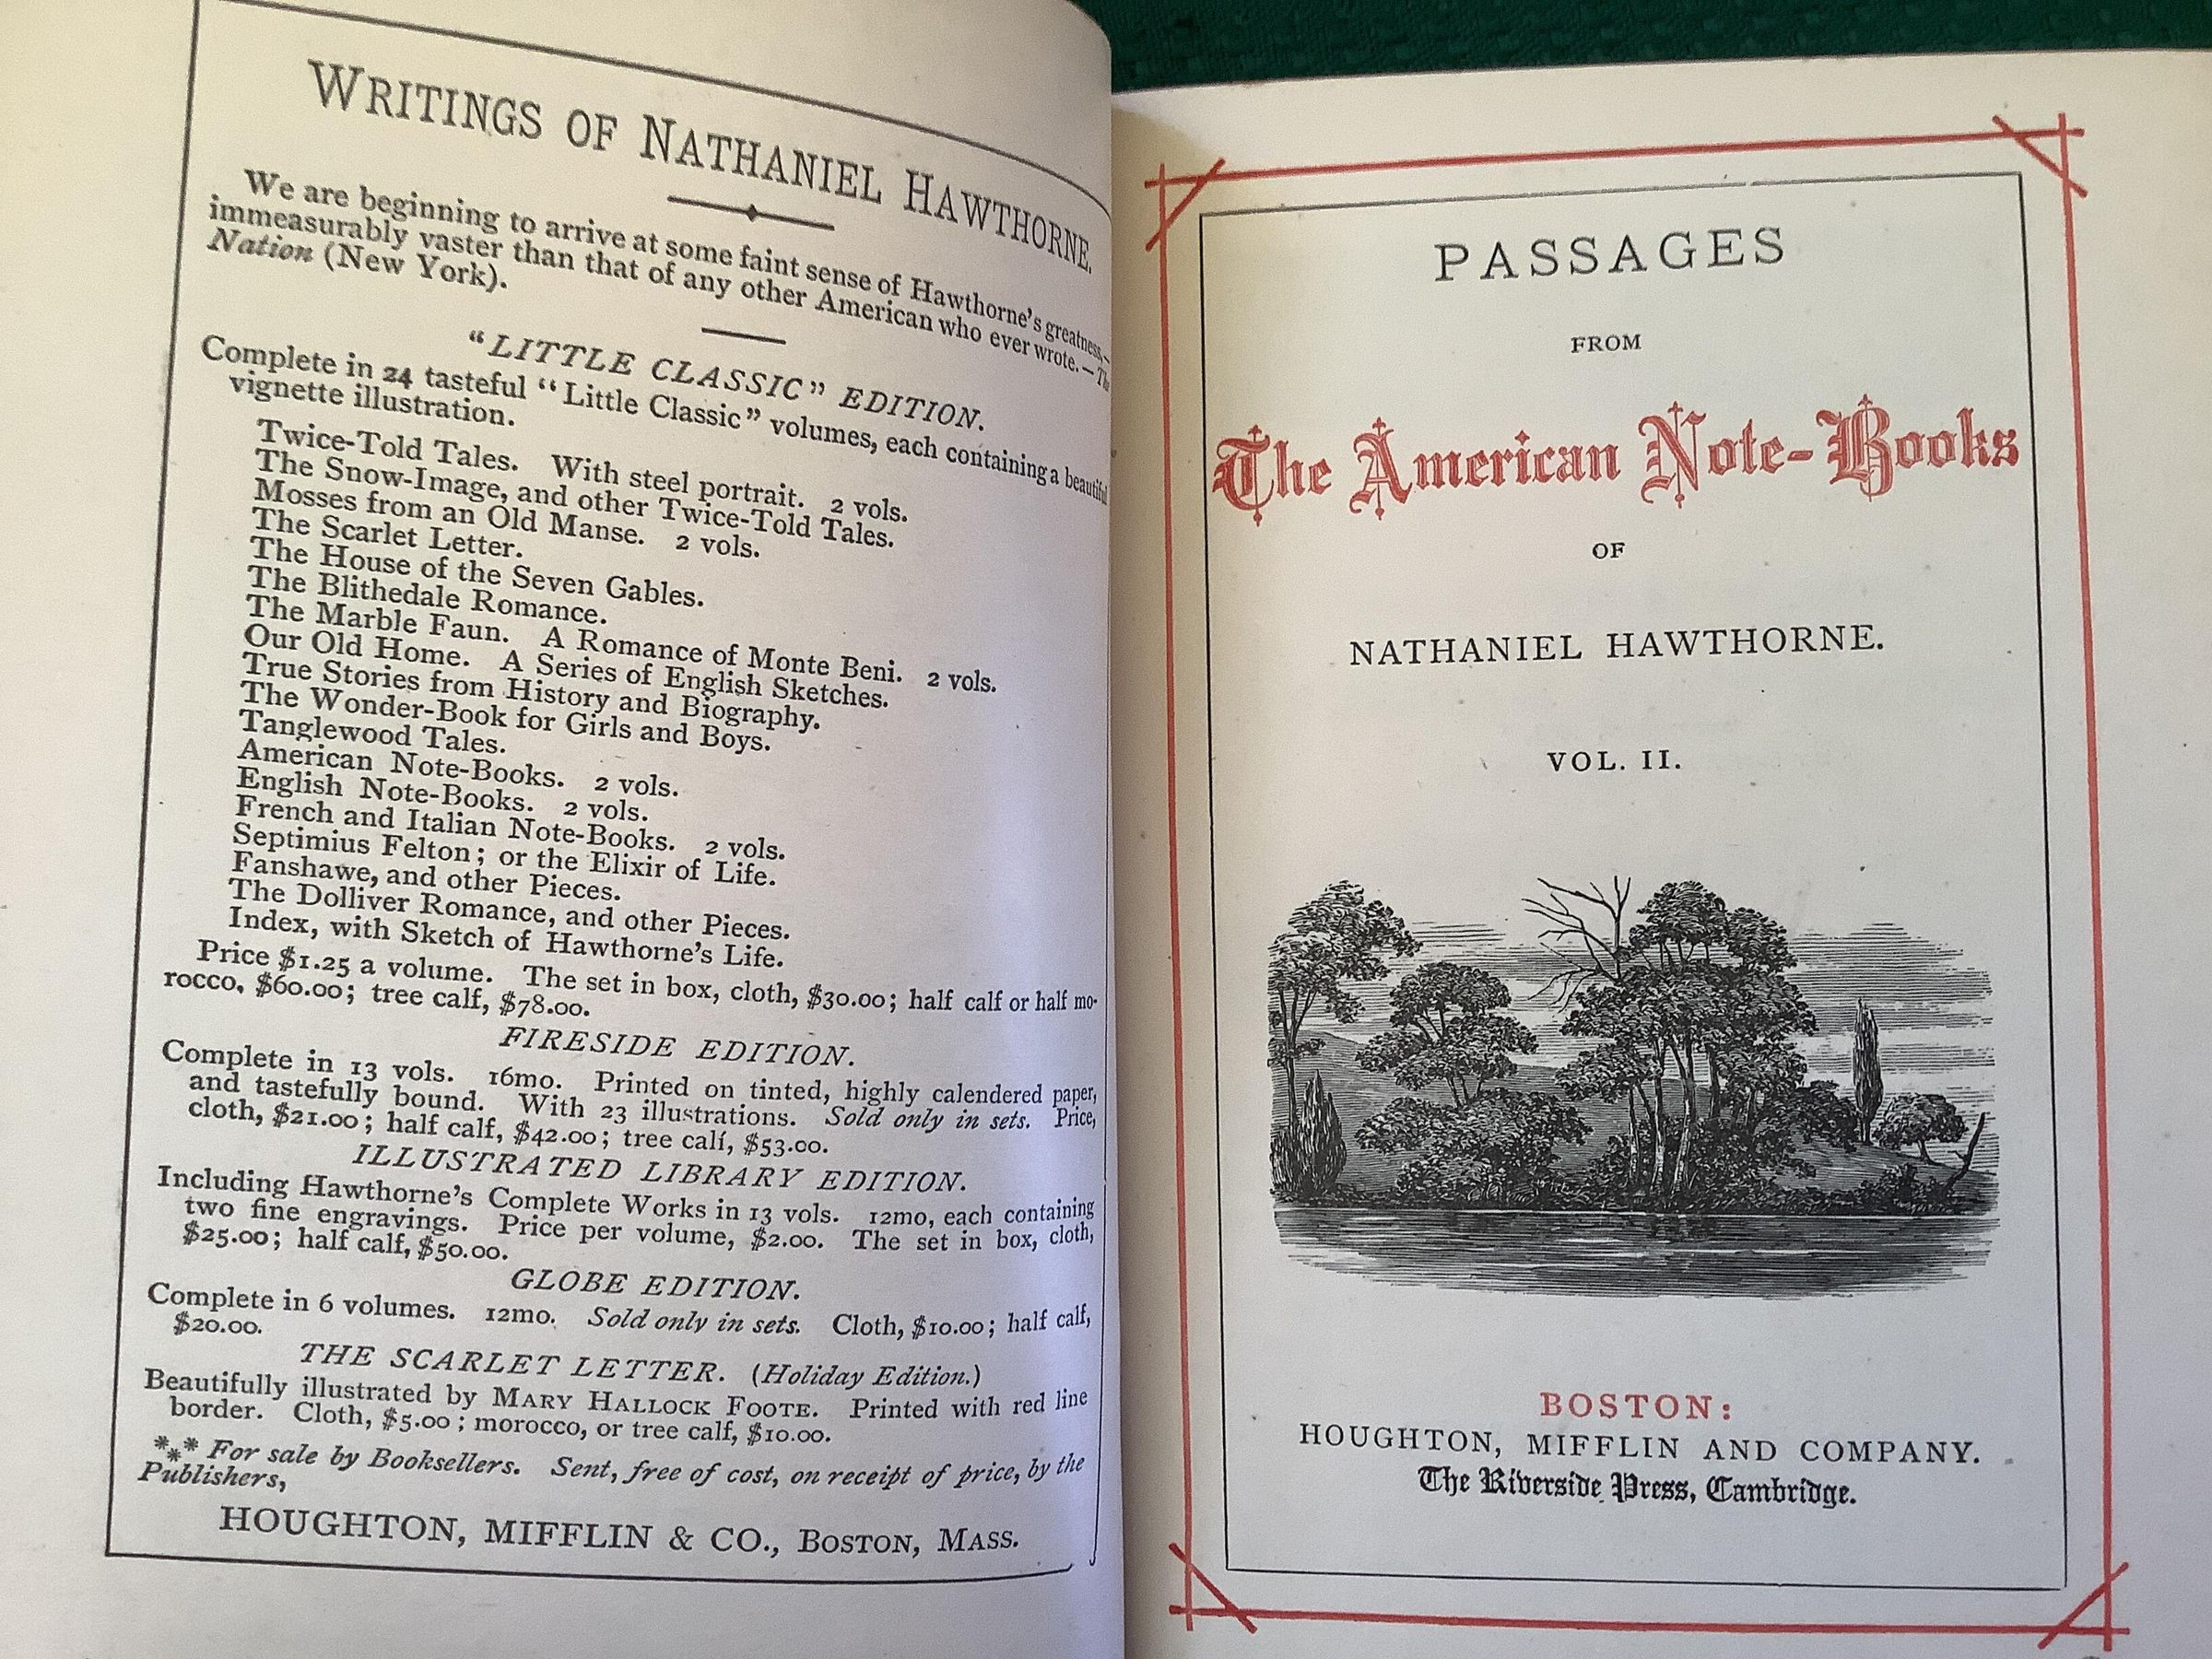 WRITINGS OF NATHANIEL HAWTHORNE.
We are beginning to arrive at some faint sense of Hawthorne's greatness,—
immeasurably vaster than that of any other American who ever wrote. — The
Nation (New York).
"LITTLE CLASSIC" EDITION.
Complete in 24 tasteful "Little Classic" volumes, each containing a beautiful
vignette illustration.
Twice-Told Tales. With steel portrait. 2 vols.
The Snow-Image, and other Twice-Told Tales.
Mosses from an Old Manse. 2 vols.
The Scarlet Letter.
The House of the Seven Gables.
The Blithedale Romance.
The Marble Faun. A Romance of Monte Beni. 2 vols.
Our Old Home. A Series of English Sketches.
True Stories from History and Biography.
The Wonder-Book for Girls and Boys.
Tanglewood Tales.
American Note-Books. 2 vols.
English Note-Books. 2 vols.
French and Italian Note-Books. 2 vols.
Septimius Felton; or the Elixir of Life.
Fanshawe, and other Pieces.
The Dolliver Romance, and other Pieces.
Index, with Sketch of Hawthorne's Life.
Price $1.25 a volume. The set in box, cloth, $30.00; half calf or half mo-
rocco, $60.00; tree calf, $78.00.
FIRESIDE EDITION.
Complete in 13 vols. 16mo. Printed on tinted, highly calendered paper,
and tastefully bound. With 23 illustrations. Sold only in sets. Price,
cloth, $21.00; half calf, $42.00; tree calf, $53.00.
ILLUSTRATED LIBRARY EDITION.
Including Hawthorne's Complete Works in 13 vols. 12mo, each containing
two fine engravings. Price per volume, $2.00. The set in box, cloth,
$25.00; half calf, $50.00.
GLOBE EDITION.
Complete in 6 volumes. 12mo. Sold only in sets. Cloth, $10.00; half calf,
$20.00.
THE SCARLET LETTER. (Holiday Edition.)
Beautifully illustrated by MARY HALLOCK FOOTE. Printed with red line
border. Cloth, $5.00; morocco, or tree calf, $10.00.
*** For sale by Booksellers. Sent, free of cost, on receipt of price, by the
Publishers,
HOUGHTON, MIFFLIN & CO., BOSTON, MASS.
PASSAGES
FROM
The American Note-Books
OF
NATHANIEL HAWTHORNE.
VOL. II.
BOSTON:
HOUGHTON, MIFFLIN AND COMPANY.
The Riverside Press, Cambridge.